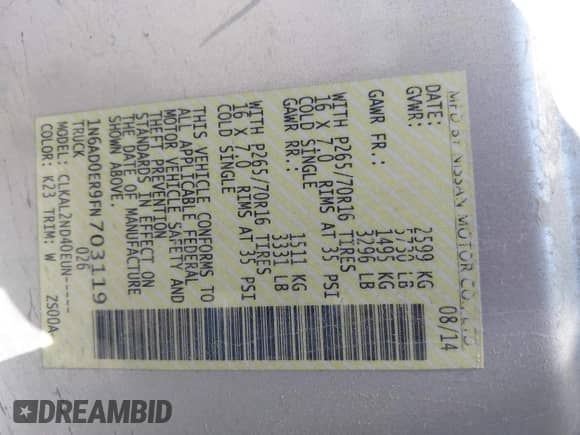 MFD BY NISSAN MOTOR CO., LTD
DATE: 08/14
GVWR: 2599 KG
5730 LB
GAWR FR.: 1495 KG
3296 LB
WITH P265/70R16 TIRES
16 X 7.0 RIMS AT 35 PSI
COLD SINGLE
GAWR RR.: 1511 KG
3331 LB
WITH P265/70R16 TIRES
16 X 7.0 RIMS AT 35 PSI
COLD SINGLE
THIS VEHICLE CONFORMS TO
ALL APPLICABLE FEDERAL
MOTOR VEHICLE SAFETY AND
THEFT PREVENTION
STANDARDS IN EFFECT ON
THE DATE OF MANUFACTURE
SHOWN ABOVE.
1N6AD0ER9FN703119
TRUCK 026
MODEL: CLKAL2ND40EUN-----
COLOR: K23 TRIM: W ZS00A
DREAMBID